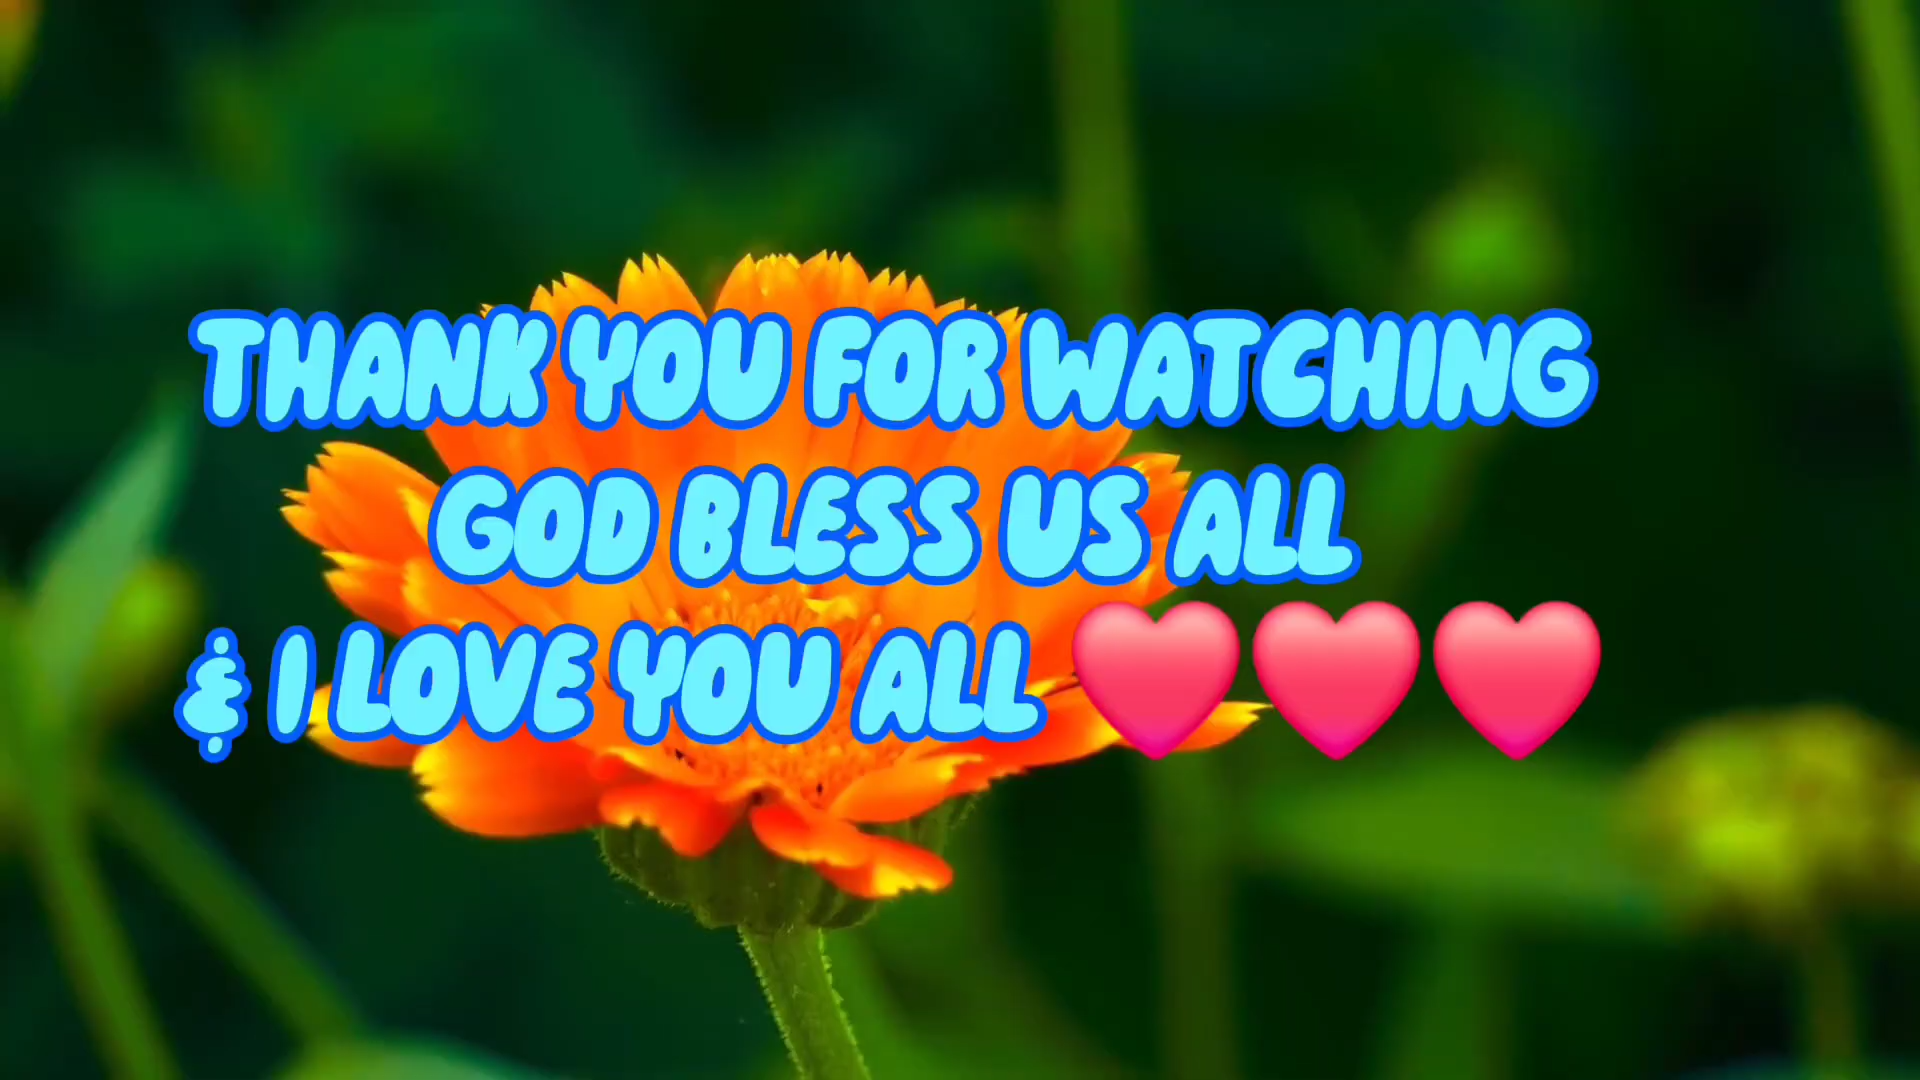 THANK YOU FOR WATCHING
GOD BLESS US ALL
& I LOVE YOU ALL 🩷🩷🩷